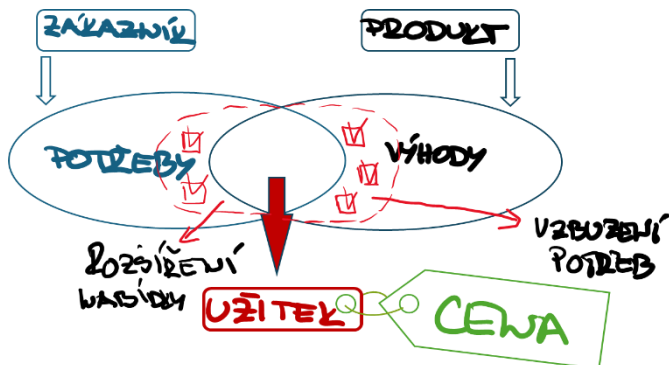 ZÁKAZNÍK
PRODUKT
POTŘEBY
VÝHODY
ROZŠÍŘENÍ
NABÍDKY
VZBUZENÍ
POTŘEB
UŽITEK
CENA